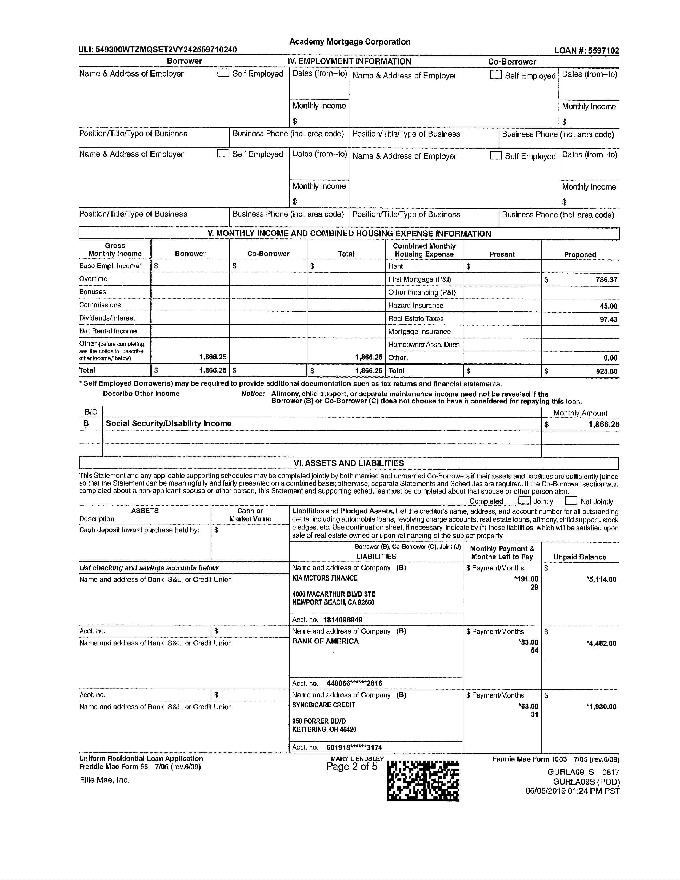 Academy Mortgage Corporation
ULI: 549300WTZMQSET2VY242559710240 LOAN #: 5597102
Borrower IV. EMPLOYMENT INFORMATION Co-Borrower
Name & Address of Employer Self Employed Dates (from–to) Name & Address of Employer Self Employed Dates (from–to)
Monthly Income Monthly Income
$ $
Position/Title/Type of Business Business Phone (incl. area code) Position/Title/Type of Business Business Phone (incl. area code)
Name & Address of Employer Self Employed Dates (from–to) Name & Address of Employer Self Employed Dates (from–to)
Monthly Income Monthly Income
$ $
Position/Title/Type of Business Business Phone (incl. area code) Position/Title/Type of Business Business Phone (incl. area code)
V. MONTHLY INCOME AND COMBINED HOUSING EXPENSE INFORMATION
Gross Monthly Income Borrower Co-Borrower Total Combined Monthly Housing Expense Present Proposed
Base Empl. Income* $ $ $ Rent $
Overtime First Mortgage (P&I) $ 786.37
Bonuses Other Financing (P&I)
Commissions Hazard Insurance 45.00
Dividends/Interest Real Estate Taxes 97.43
Net Rental Income Mortgage Insurance
Other (before completing, Homeowner Assn. Dues
see the notice in "describe
other income," below) 1,866.25 1,866.25 Other: 0.00
Total $ 1,866.25 $ $ 1,866.25 Total $ $ 928.80
* Self Employed Borrower(s) may be required to provide additional documentation such as tax returns and financial statements.
Describe Other Income Notice: Alimony, child support, or separate maintenance income need not be revealed if the
Borrower (B) or Co-Borrower (C) does not choose to have it considered for repaying this loan.
B/C Monthly Amount
B Social Security/Disability Income $ 1,866.25
VI. ASSETS AND LIABILITIES
This Statement and any applicable supporting schedules may be completed jointly by both married and unmarried Co-Borrowers if their assets and liabilities are sufficiently joined
so that the Statement can be meaningfully and fairly presented on a combined basis; otherwise, separate Statements and Schedules are required. If the Co-Borrower section was
completed about a non-applicant spouse or other person, this Statement and supporting schedules must be completed about that spouse or other person also.
Completed Jointly Not Jointly
ASSETS Cash or Market Value
Description
Cash deposit toward purchase held by: $
Liabilities and Pledged Assets. List the creditor's name, address, and account number for all outstanding
debts, including automobile loans, revolving charge accounts, real estate loans, alimony, child support, stock
pledges, etc. Use continuation sheet, if necessary. Indicate by (*) those liabilities, which will be satisfied upon
sale of real estate owned or upon refinancing of the subject property.
Borrower (B), Co-Borrower (C), Joint (J)
LIABILITIES Monthly Payment & Months Left to Pay Unpaid Balance
List checking and savings accounts below Name and address of Company (B) $ Payment/Months $
Name and address of Bank, S&L, or Credit Union KIA MOTORS FINANCE *191.00 *5,114.00
29
4000 MACARTHUR BLVD STE
NEWPORT BEACH, CA 92660
Acct. no. 1814098949
Acct. no. $ Name and address of Company (B) $ Payment/Months $
Name and address of Bank, S&L, or Credit Union BANK OF AMERICA *83.00 *4,462.00
54
Acct. no. 440066******2616
Acct. no. $ Name and address of Company (B) $ Payment/Months $
Name and address of Bank, S&L, or Credit Union SYNCB/CARE CREDIT *63.00 *1,920.00
31
950 FORRER BLVD
KETTERING, OH 45420
Acct. no. 601918******3174
Uniform Residential Loan Application MARY LENDSLEY Fannie Mae Form 1003 7/05 (rev.6/09)
Freddie Mac Form 65 7/05 (rev.6/09) Page 2 of 5
Ellie Mae, Inc. GURLA09_S 0817
GURLA09S (POD)
06/05/2019 01:24 PM PST